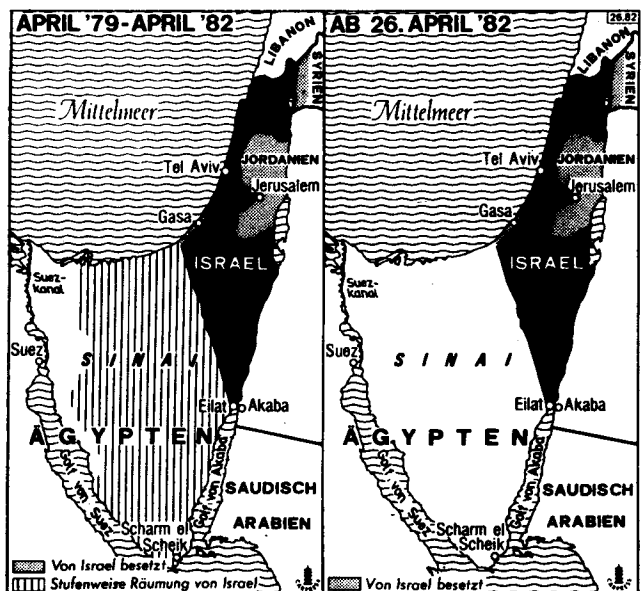 APRIL '79-APRIL '82
LIBANON
SYRIEN
Mittelmeer
Tel Aviv
JORDANIEN
Jerusalem
Gasa
ISRAEL
Suez-
kanal
Suez
SINAI
Eilat
Akaba
ÄGYPTEN
Golf von Suez
Golf von Akaba
SAUDISCH
ARABIEN
Scharm el
Scheik
Von Israel besetzt
Stufenweise Räumung von Israel
AB 26. APRIL '82
26.82
LIBANON
SYRIEN
Mittelmeer
Tel Aviv
JORDANIEN
Jerusalem
Gasa
ISRAEL
Suez-
kanal
Suez
SINAI
Eilat
Akaba
ÄGYPTEN
Golf von Suez
Golf von Akaba
SAUDISCH
ARABIEN
Scharm el
Scheik
Von Israel besetzt